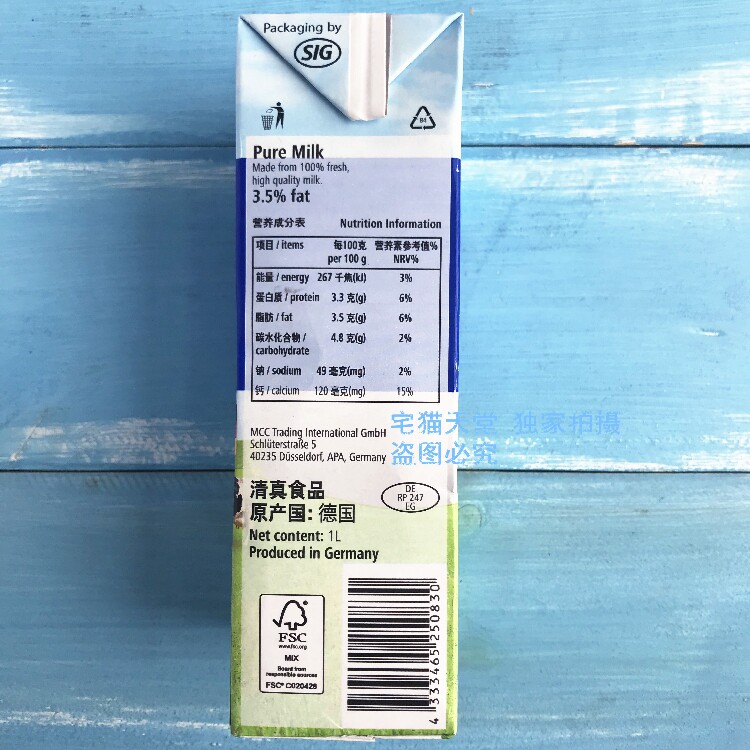 Packaging by
SIG
84
Pure Milk
Made from 100% fresh,
high quality milk.
3.5% fat
营养成分表 Nutrition Information
项目 / items 每100克 营养素参考值%
per 100 g NRV%
能量 / energy 267 千焦(kJ) 3%
蛋白质 / protein 3.3 克(g) 6%
脂肪 / fat 3.5 克(g) 6%
碳水化合物 / 4.8 克(g) 2%
carbohydrate
钠 / sodium 49 毫克(mg) 2%
钙 / calcium 120 毫克(mg) 15%
宅猫天堂 独家拍摄
盗图必究
MCC Trading International GmbH
Schlüterstraße 5
40235 Düsseldorf, APA, Germany
清真食品
原产国: 德国
DE
RP 247
EG
Net content: 1L
Produced in Germany
FSC
www.fsc.org
MIX
Board from
responsible sources
FSC® C020428
4 333465 250830